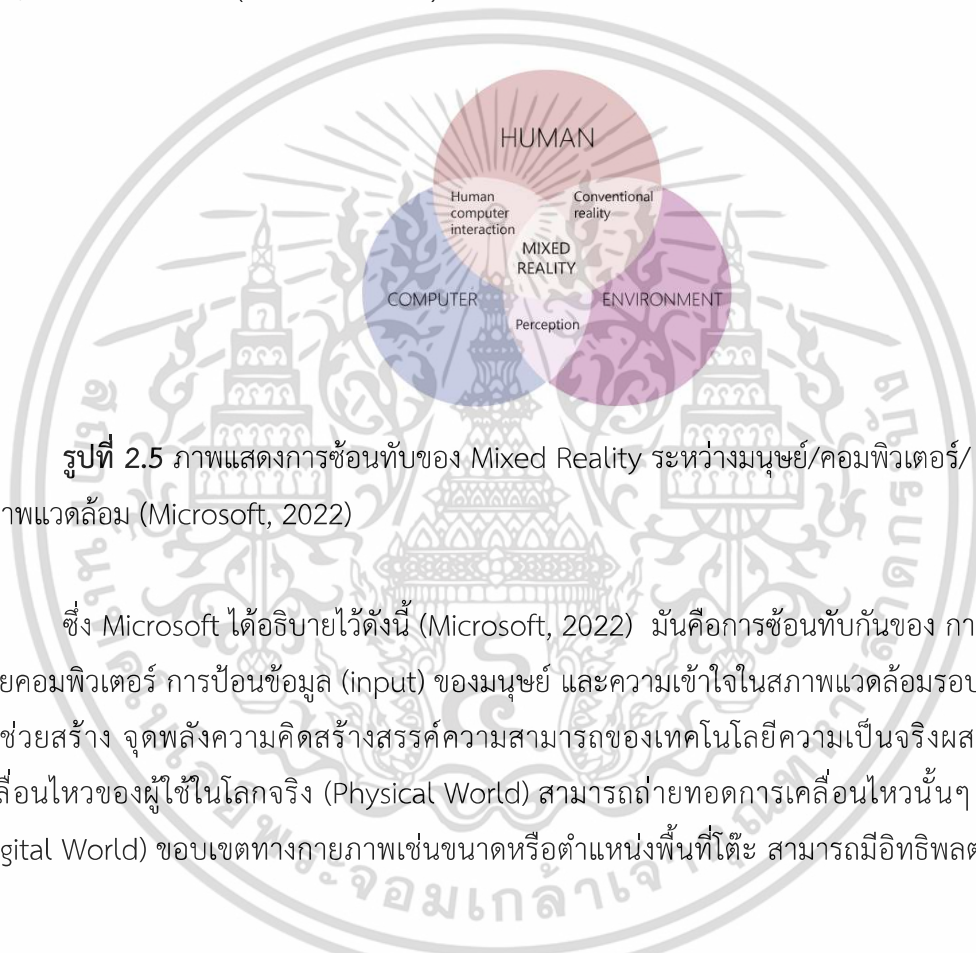 HUMAN
Human
computer
interaction
Conventional
reality
MIXED
REALITY
COMPUTER
ENVIRONMENT
Perception
รูปที่ 2.5 ภาพแสดงการซ้อนทับของ Mixed Reality ระหว่างมนุษย์/คอมพิวเตอร์/
าพแวดล้อม (Microsoft, 2022)
ซึ่ง Microsoft ได้อธิบายไว้ดังนี้ (Microsoft, 2022) มันคือการซ้อนทับกันของ กา
ยคอมพิวเตอร์ การป้อนข้อมูล (input) ของมนุษย์ และความเข้าใจในสภาพแวดล้อมรอบ
ช่วยสร้าง จุดพลังความคิดสร้างสรรค์ความสามารถของเทคโนโลยีความเป็นจริงผส
ลื่อนไหวของผู้ใช้ในโลกจริง (Physical World) สามารถถ่ายทอดการเคลื่อนไหวนั้นๆ
gital World) ขอบเขตทางกายภาพเช่นขนาดหรือตำแหน่งพื้นที่โต๊ะ สามารถมีอิทธิพลต